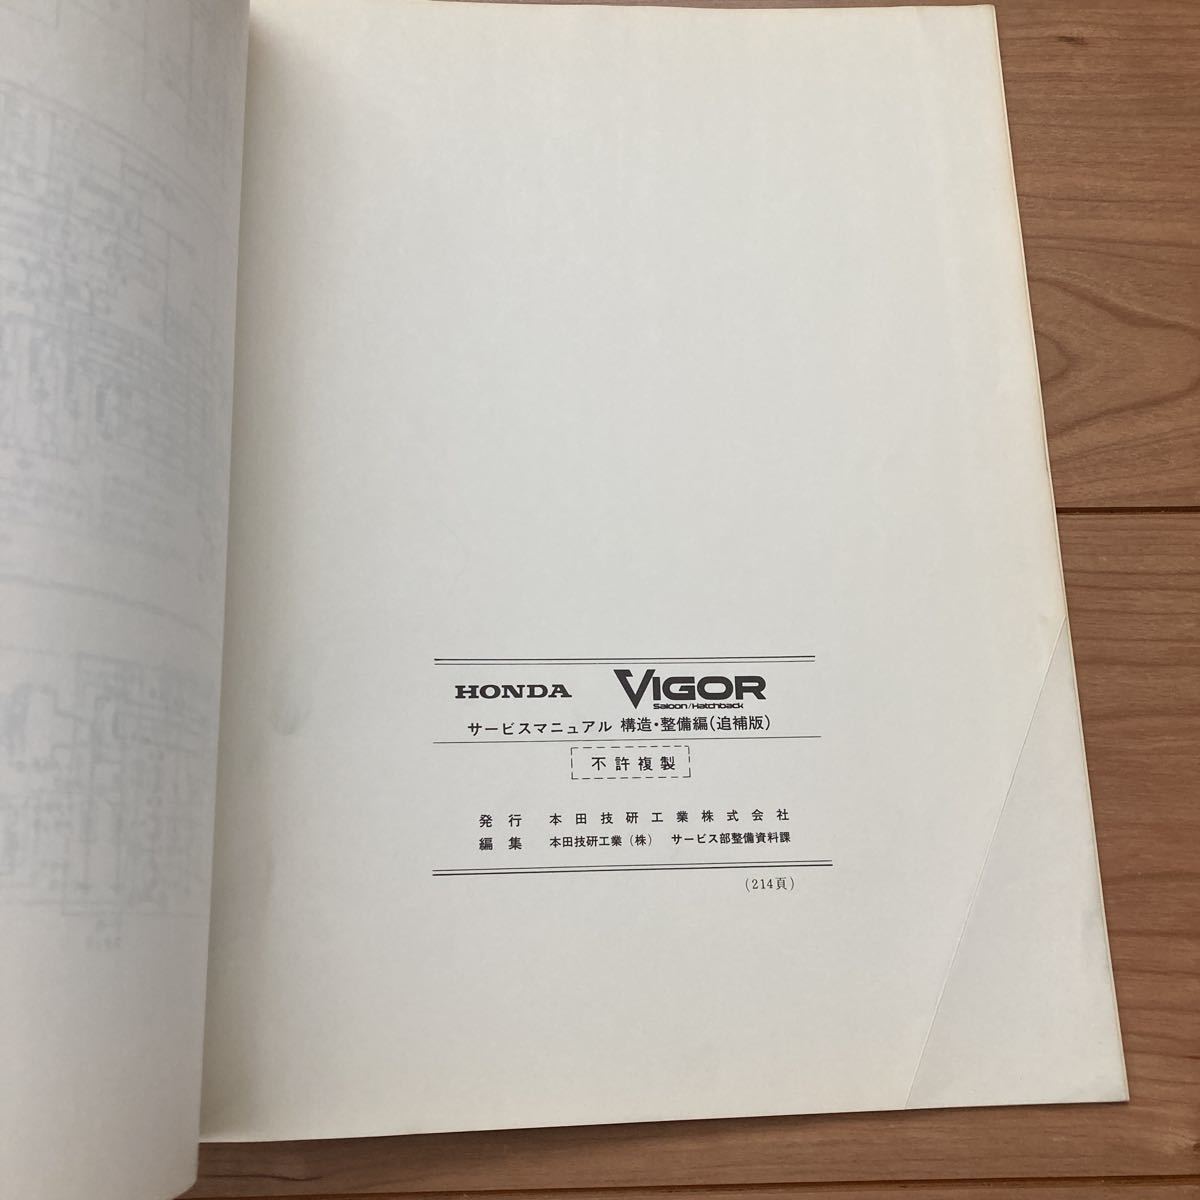 HONDA VIGOR
Saloon/Hatchback
サービスマニュアル 構造・整備編(追補版)
不許複製
発行 本田技研工業株式会社
編集 本田技研工業(株) サービス部整備資料課
(214頁)